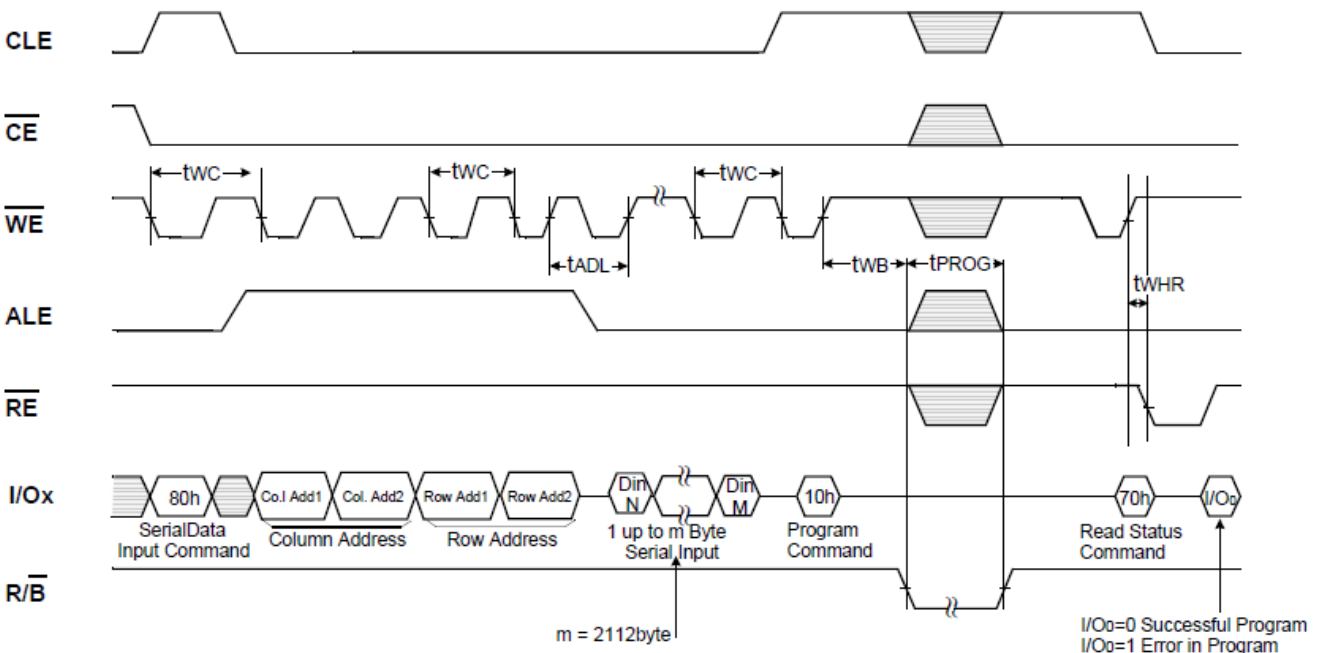 CLE
CE
tWC
tWC
tWC
WE
tADL
tWB
tPROG
tWHR
ALE
RE
I/Ox
80h
Co.l Add1
Col. Add2
Row Add1
Row Add2
Din
N
Din
M
10h
70h
I/O0
SerialData
Input Command
Column Address
Row Address
1 up to m Byte
Serial Input
Program
Command
Read Status
Command
R/B
m = 2112byte
I/O0=0 Successful Program
I/O0=1 Error in Program